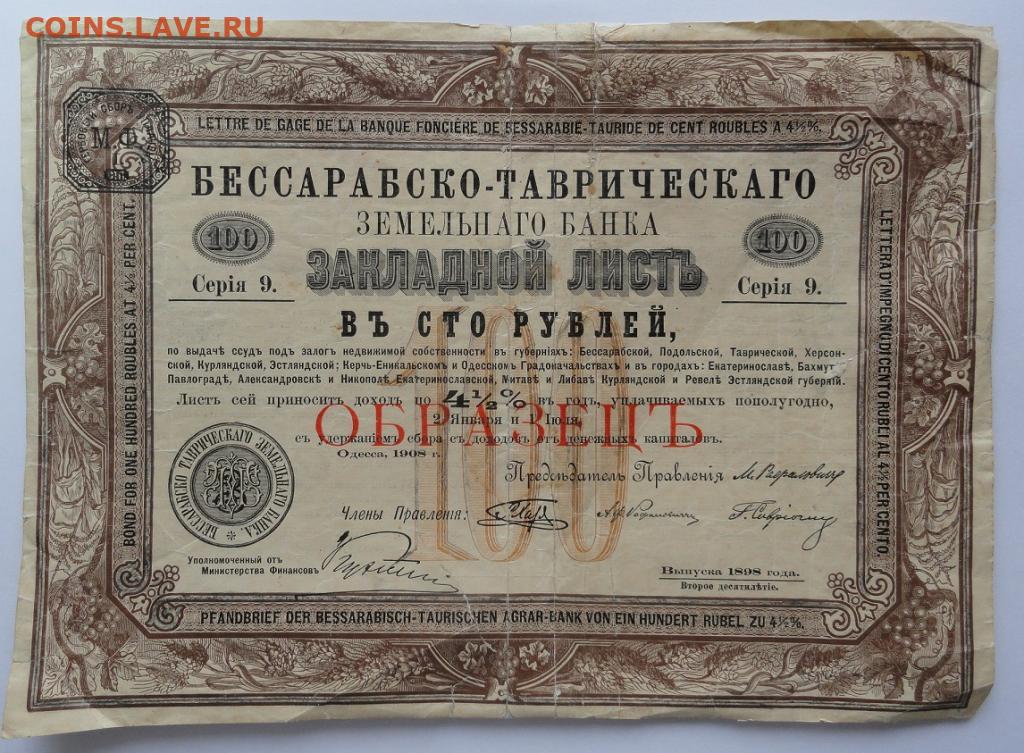 COINS.LAVE.RU
LETTRE DE GAGE DE LA BANQUE FONCIÈRE DE BESSARABIE-TAURIDE DE CENT ROUBLES A 4½%.
М.Ф.
БЕССАРАБСКО-ТАВРИЧЕСКАГО
ЗЕМЕЛЬНАГО БАНКА
100
100
ЗАКЛАДНОЙ ЛИСТЪ
Серія 9.
Серія 9.
ВЪ СТО РУБЛЕЙ,
по выдачѣ ссудъ подъ залогъ недвижимой собственности въ губерніяхъ: Бессарабской, Подольской, Таврической, Херсон-
ской, Курляндской, Эстляндской; Керчь-Еникальскомъ и Одесскомъ Градоначальствахъ и въ городахъ: Екатеринославѣ, Бахмутѣ
Павлоградѣ, Александровскѣ и Никополѣ Екатеринославской, Митавѣ и Либавѣ Курляндской и Ревелѣ Эстляндской губерній.
Листъ сей приноситъ доходъ по 4½% въ годъ, уплачиваемыхъ пополугодно,
2 Января и 1 Іюля,
ОБРАЗЕЦЪ
100
съ удержаніемъ сбора съ доходовъ отъ денежныхъ капиталовъ.
Одесса, 1908 г.
Предсѣдатель Правленія
Члены Правленія:
БЕССАРАБСКО ТАВРИЧЕСКАГО ЗЕМЕЛЬНАГО БАНКА
Уполномоченный отъ
Министерства Финансовъ
Выпуска 1898 года.
Второе десятилѣтіе.
PFANDBRIEF DER BESSARABISCH-TAURISCHEN AGRAR-BANK VON EIN HUNDERT RUBEL ZU 4½%.
BOND FOR ONE HUNDRED ROUBLES AT 4½ PER CENT.
LETTERA D'IMPEGNO DI CENTO RUBEL AL 4½ PER CENTO.